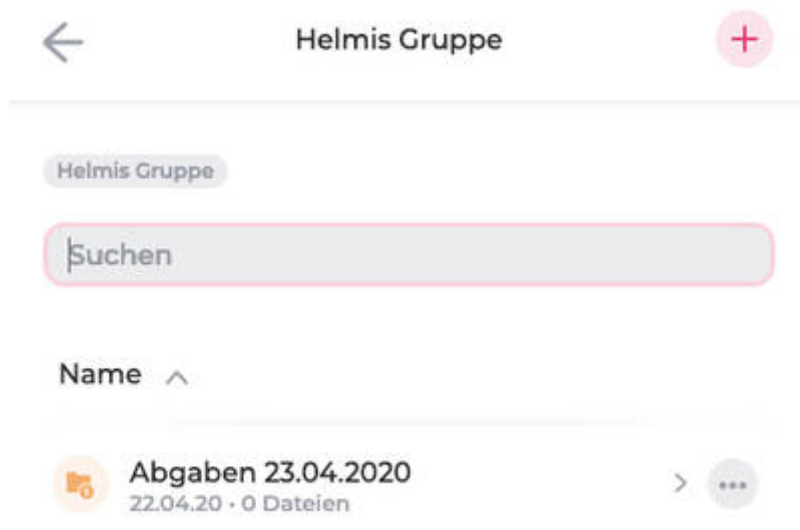 Helmis Gruppe
Helmis Gruppe
Suchen
Name
Abgaben 23.04.2020
22.04.20 · 0 Dateien